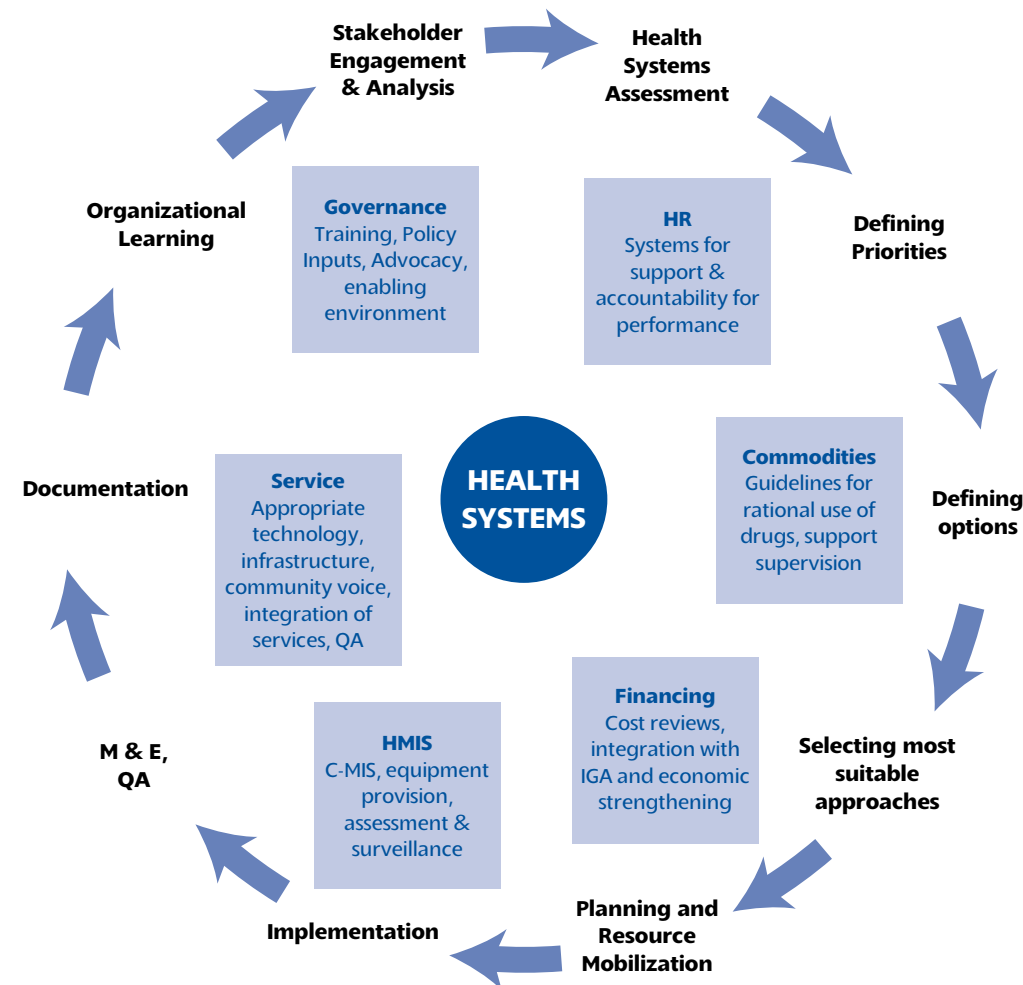 Stakeholder
Engagement
& Analysis
Health
Systems
Assessment
Defining
Priorities
Defining
options
Selecting most
suitable
approaches
Planning and
Resource
Mobilization
Implementation
M & E,
QA
Documentation
Organizational
Learning
Governance
Training, Policy
Inputs, Advocacy,
enabling
environment
HR
Systems for
support &
accountability for
performance
Commodities
Guidelines for
rational use of
drugs, support
supervision
Financing
Cost reviews,
integration with
IGA and economic
strengthening
HMIS
C-MIS, equipment
provision,
assessment &
surveillance
Service
Appropriate
technology,
infrastructure,
community voice,
integration of
services, QA
HEALTH
SYSTEMS